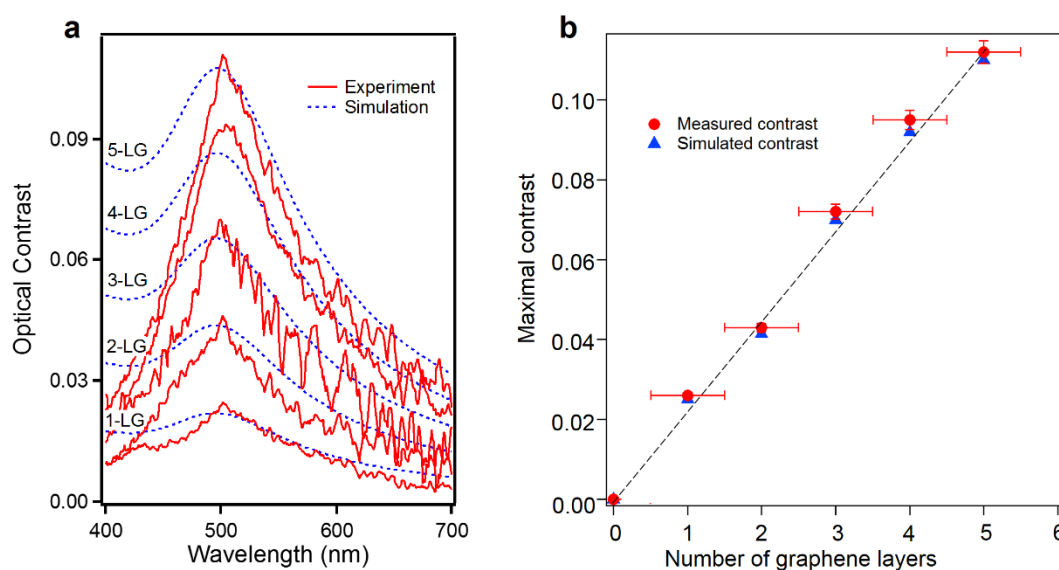 a
Optical Contrast
0.09
0.06
0.03
0.00
5-LG
4-LG
3-LG
2-LG
1-LG
Experiment
Simulation
400
500
600
700
Wavelength (nm)
b
Maximal contrast
0.10
0.08
0.06
0.04
0.02
0.00
Measured contrast
Simulated contrast
0
1
2
3
4
5
6
Number of graphene layers